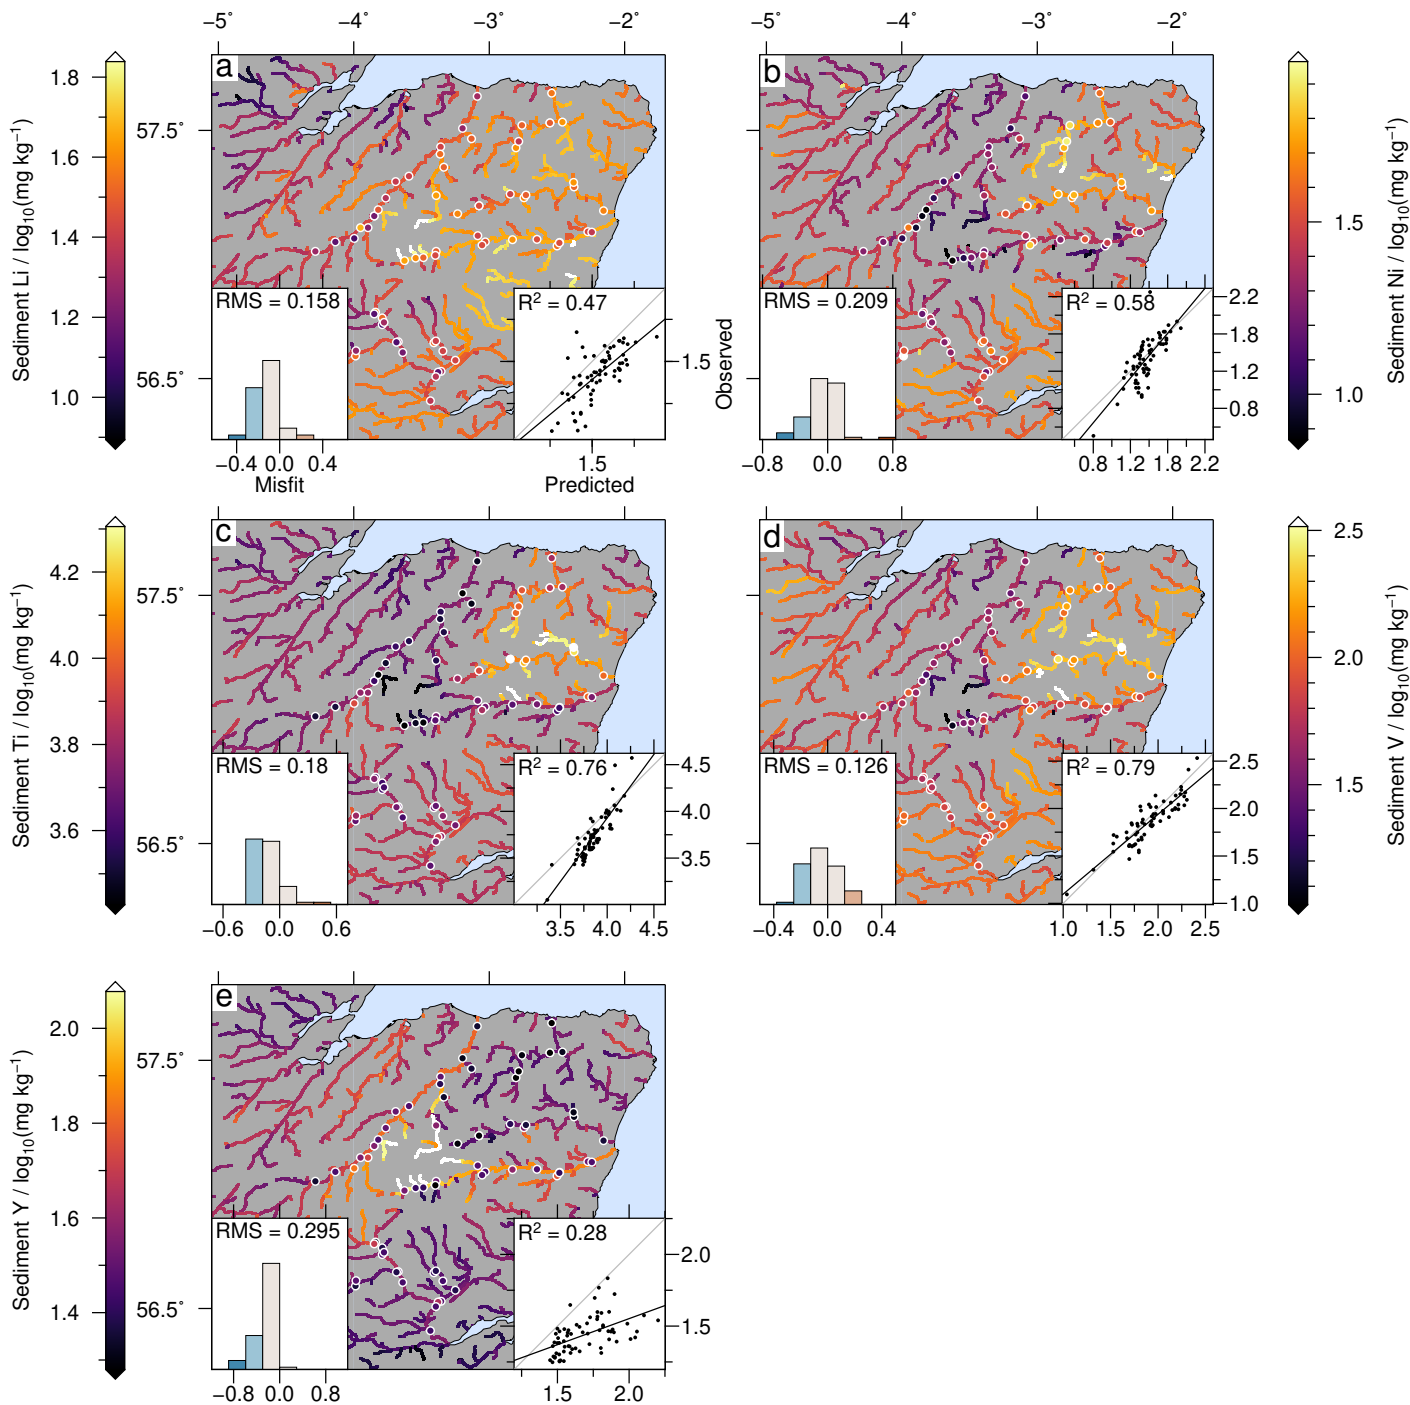 −5˚ −4˚ −3˚ −2˚
−5˚ −4˚ −3˚ −2˚
a
Sediment Li / log10(mg kg−1)
1.8
1.6
1.4
1.2
1.0
57.5˚
56.5˚
RMS = 0.158
−0.4 0.0 0.4
Misfit
R2 = 0.47
1.5
1.5
Predicted
Observed
b
RMS = 0.209
−0.8 0.0 0.8
R2 = 0.58
2.2
1.8
1.2
0.8
0.8 1.2 1.8 2.2
Sediment Ni / log10(mg kg−1)
1.5
1.0
c
Sediment Ti / log10(mg kg−1)
4.2
4.0
3.8
3.6
57.5˚
56.5˚
RMS = 0.18
−0.6 0.0 0.6
R2 = 0.76
4.5
4.0
3.5
3.5 4.0 4.5
d
RMS = 0.126
−0.4 0.0 0.4
R2 = 0.79
2.5
2.0
1.5
1.0
1.0 1.5 2.0 2.5
Sediment V / log10(mg kg−1)
2.5
2.0
1.5
e
Sediment Y / log10(mg kg−1)
2.0
1.8
1.6
1.4
57.5˚
56.5˚
RMS = 0.295
−0.8 0.0 0.8
R2 = 0.28
2.0
1.5
1.5 2.0